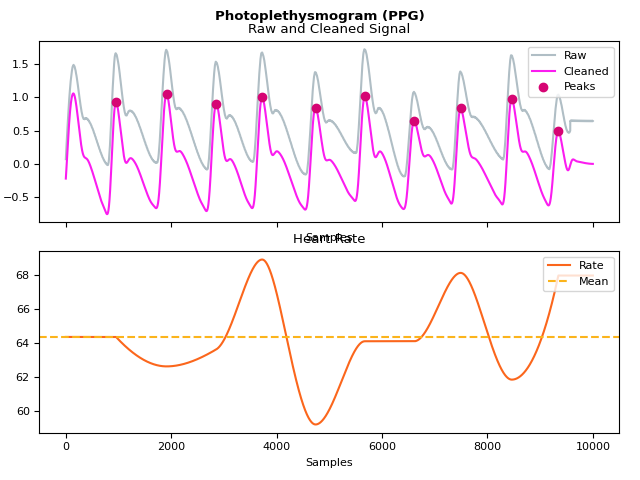 Photoplethysmogram (PPG)
Raw and Cleaned Signal
Raw
Cleaned
Peaks
1.5
1.0
0.5
0.0
−0.5
Samples
Heart Rate
Rate
Mean
68
66
64
62
60
0
2000
4000
6000
8000
10000
Samples